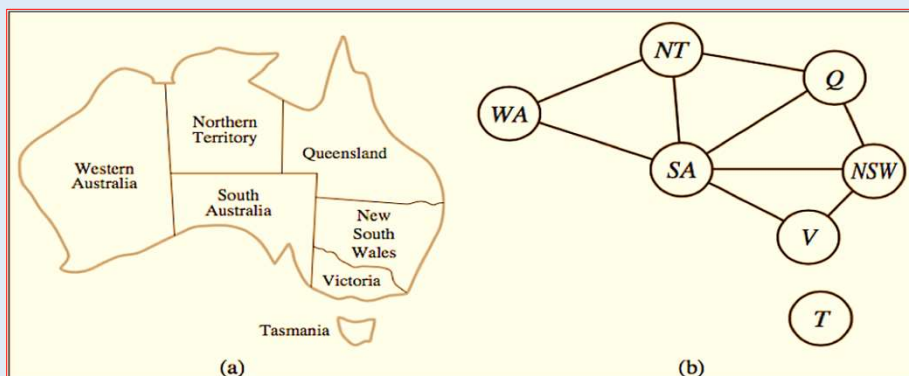 Northern
Territory
Western
Australia
Queensland
South
Australia
New
South
Wales
Victoria
Tasmania
(a)
NT
Q
WA
SA
NSW
V
T
(b)